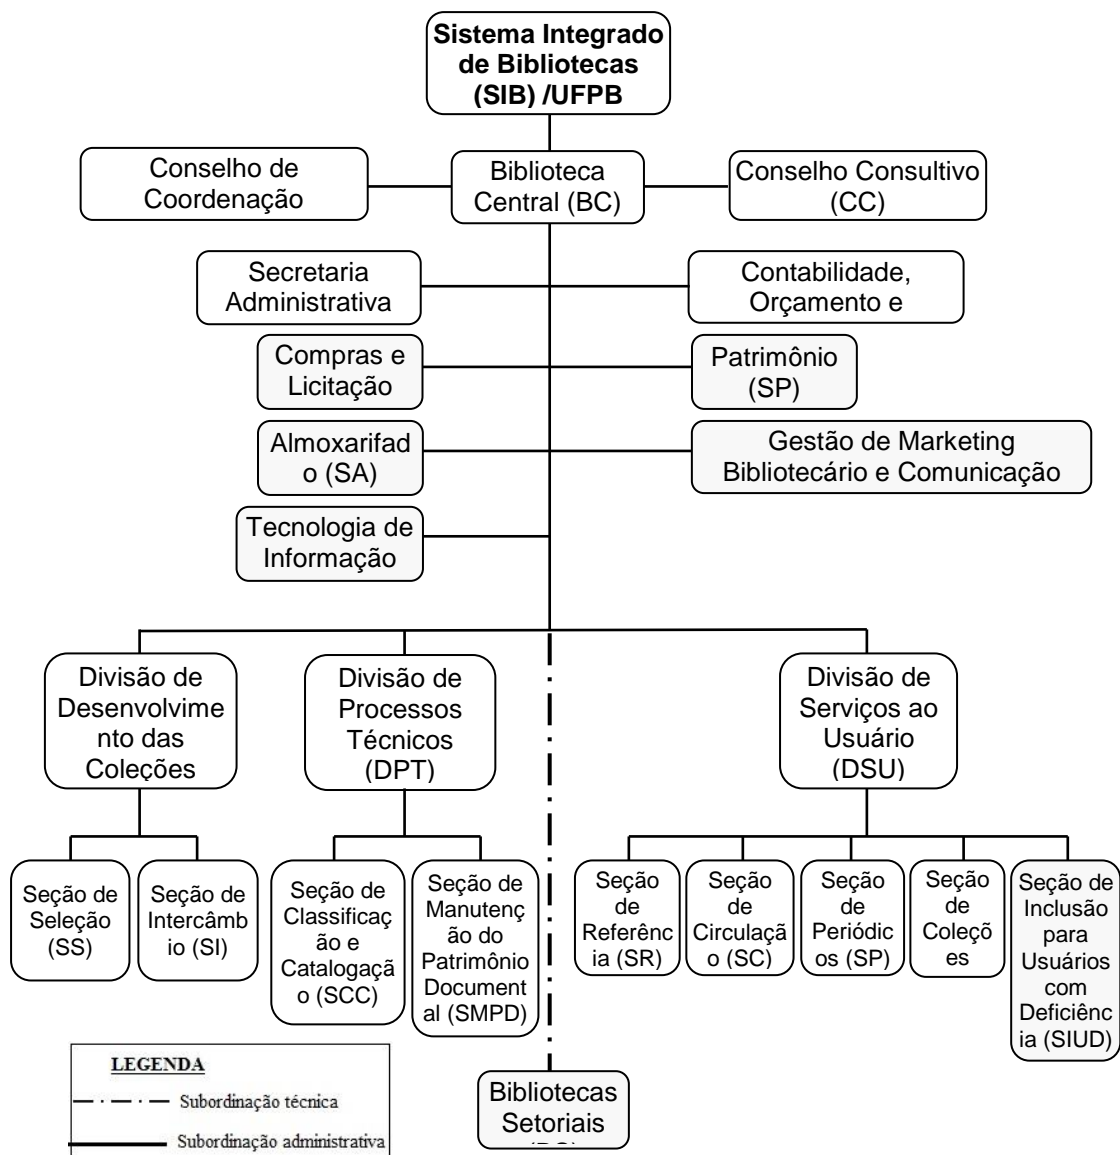 Sistema Integrado
de Bibliotecas
(SIB) /UFPB
Conselho de
Coordenação
Biblioteca
Central (BC)
Conselho Consultivo
(CC)
Secretaria
Administrativa
Contabilidade,
Orçamento e
Compras e
Licitação
Patrimônio
(SP)
Almoxarifad
o (SA)
Gestão de Marketing
Bibliotecário e Comunicação
Tecnologia de
Informação
Divisão de
Desenvolvime
nto das
Coleções
Divisão de
Processos
Técnicos
(DPT)
Divisão de
Serviços ao
Usuário
(DSU)
Seção de
Seleção
(SS)
Seção de
Intercâmb
io (SI)
Seção de
Classificaç
ão e
Catalogaçã
o (SCC)
Seção de
Manutenç
ão do
Patrimônio
Document
al (SMPD)
Seção
de
Referênc
ia (SR)
Seção
de
Circulaçã
o (SC)
Seção
de
Periódic
os (SP)
Seção
de
Coleçõ
es
Seção de
Inclusão
para
Usuários
com
Deficiênc
ia (SIUD)
Bibliotecas
Setoriais
LEGENDA
Subordinação técnica
Subordinação administrativa